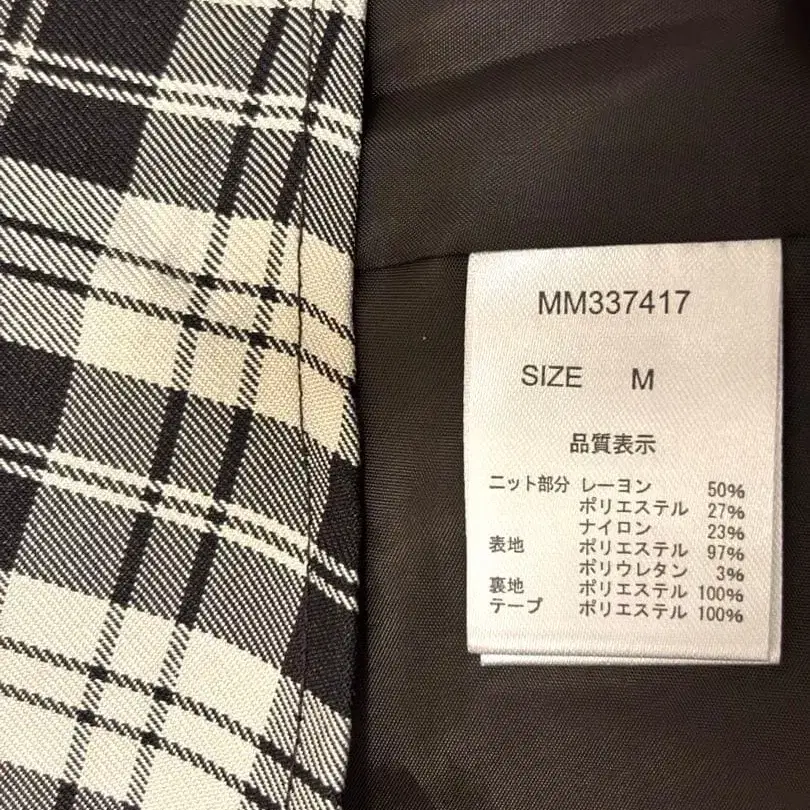 MM337417
SIZE M
品質表示
ニット部分 レーヨン 50%
ポリエステル 27%
ナイロン 23%
表地 ポリエステル 97%
ポリウレタン 3%
裏地 ポリエステル 100%
テープ ポリエステル 100%